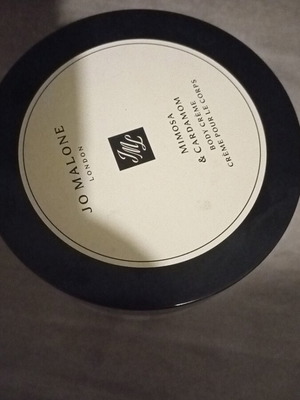 JO MALONE
LONDON
JML
MIMOSA
& CARDAMOM
BODY CRÈME
CRÈME POUR LE CORPS